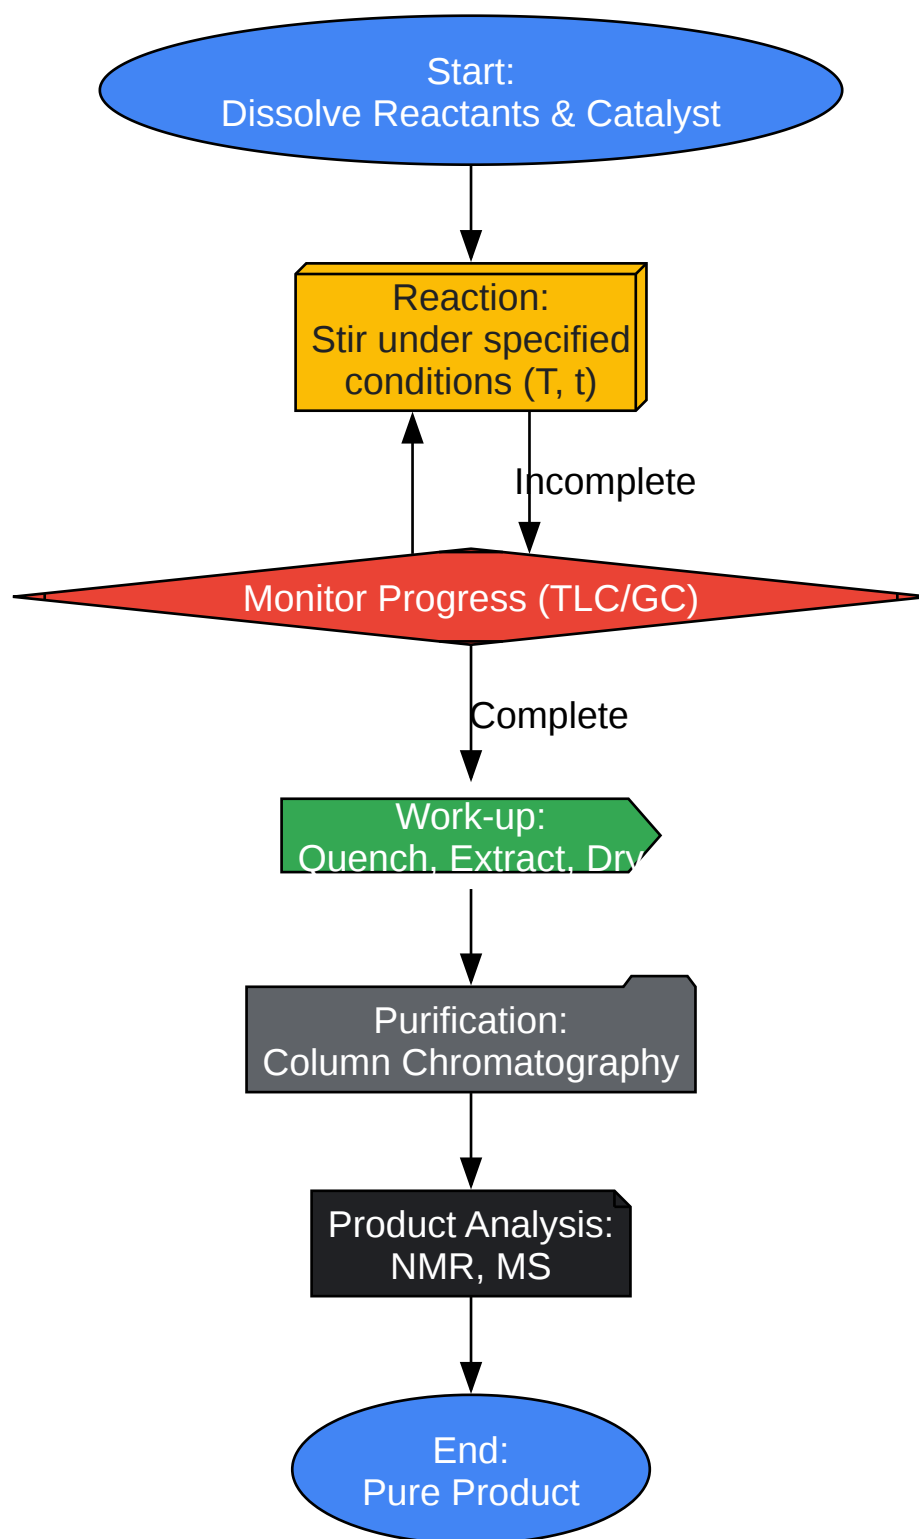 Start:
Dissolve Reactants & Catalyst
Reaction:
Stir under specified
conditions (T, t)
Incomplete
Monitor Progress (TLC/GC)
Complete
Work-up:
Quench, Extract, Dry
Purification:
Column Chromatography
Product Analysis:
NMR, MS
End:
Pure Product